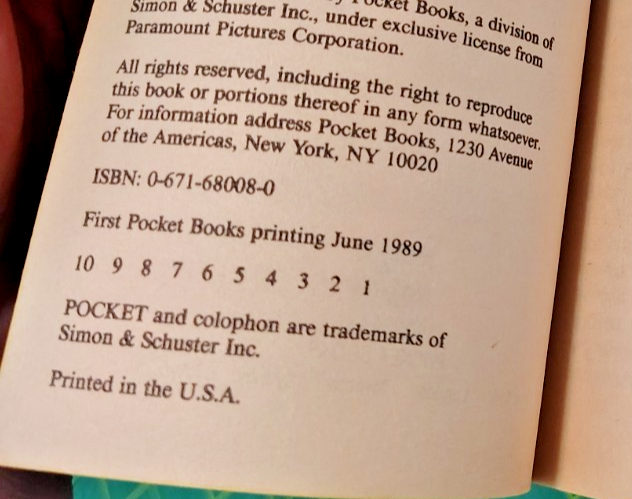 Pocket Books, a division of
Simon & Schuster Inc., under exclusive license from
Paramount Pictures Corporation.
All rights reserved, including the right to reproduce
this book or portions thereof in any form whatsoever.
For information address Pocket Books, 1230 Avenue
of the Americas, New York, NY 10020
ISBN: 0-671-68008-0
First Pocket Books printing June 1989
10 9 8 7 6 5 4 3 2 1
POCKET and colophon are trademarks of
Simon & Schuster Inc.
Printed in the U.S.A.